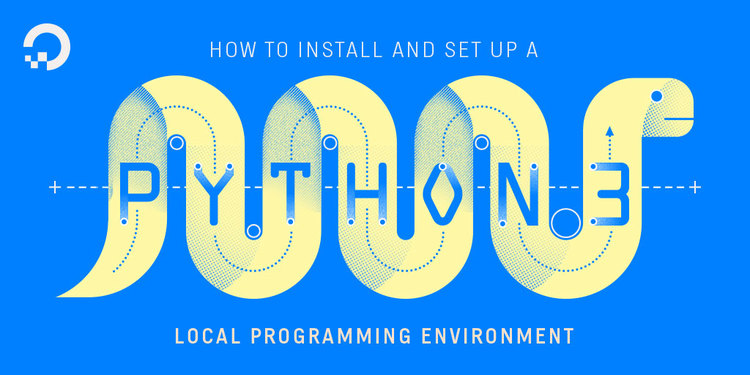 HOW TO INSTALL AND SET UP A
PYTHON 3
LOCAL PROGRAMMING ENVIRONMENT